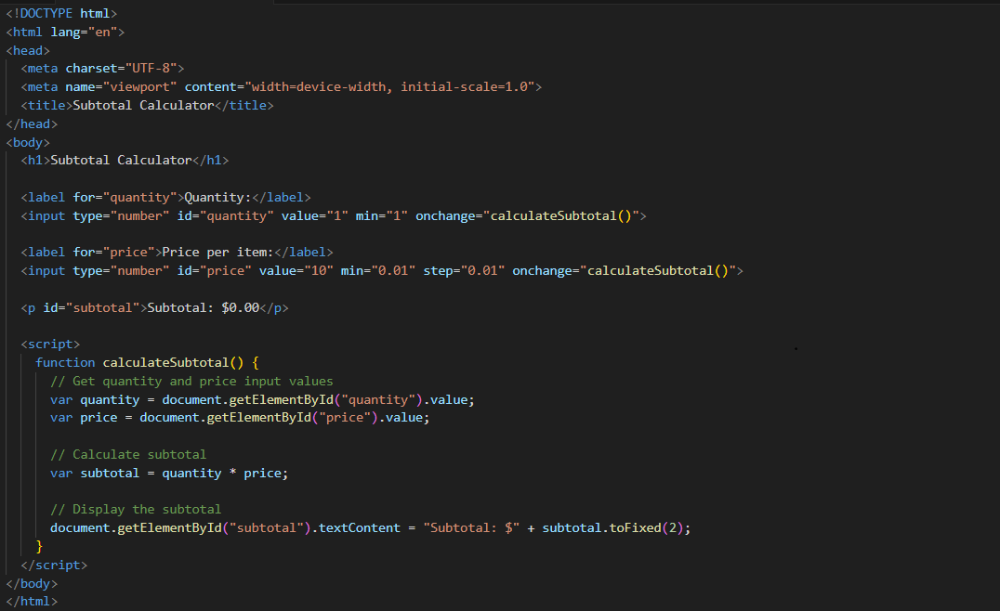 <!DOCTYPE html>
<html lang="en">
<head>
  <meta charset="UTF-8">
  <meta name="viewport" content="width=device-width, initial-scale=1.0">
  <title>Subtotal Calculator</title>
</head>
<body>
  <h1>Subtotal Calculator</h1>

  <label for="quantity">Quantity:</label>
  <input type="number" id="quantity" value="1" min="1" onchange="calculateSubtotal()">

  <label for="price">Price per item:</label>
  <input type="number" id="price" value="10" min="0.01" step="0.01" onchange="calculateSubtotal()">

  <p id="subtotal">Subtotal: $0.00</p>

  <script>
    function calculateSubtotal() {
      // Get quantity and price input values
      var quantity = document.getElementById("quantity").value;
      var price = document.getElementById("price").value;

      // Calculate subtotal
      var subtotal = quantity * price;

      // Display the subtotal
      document.getElementById("subtotal").textContent = "Subtotal: $" + subtotal.toFixed(2);
    }
  </script>
</body>
</html>